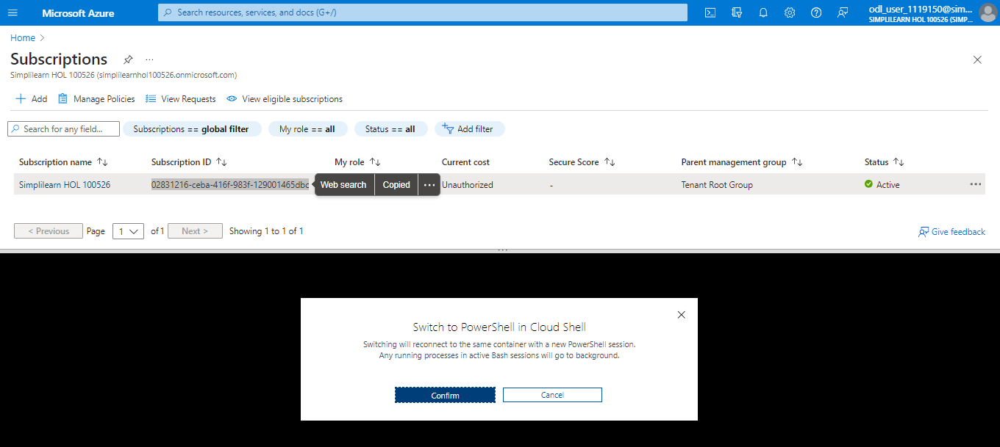 Microsoft Azure
Search resources, services, and docs (G+/)
odl_user_1119150@sim...
SIMPLILEARN HOL 100526 (SIMP...
Home >
Subscriptions
...
Simplilearn HOL 100526 (simplilearnhol100526.onmicrosoft.com)
Add
Manage Policies
View Requests
View eligible subscriptions
Search for any field...
Subscriptions == global filter
My role == all
Status == all
Add filter
Subscription name ↑↓ Subscription ID ↑↓ My role ↑↓ Current cost Secure Score ↑↓ Parent management group ↑↓ Status ↑↓
Simplilearn HOL 100526 02831216-ceba-416f-983f-129001465dbc Web search Copied ... Unauthorized - Tenant Root Group Active ...
< Previous Page 1 of 1 Next > Showing 1 to 1 of 1 Give feedback
Switch to PowerShell in Cloud Shell
Switching will reconnect to the same container with a new PowerShell session.
Any running processes in active Bash sessions will go to background.
Confirm Cancel